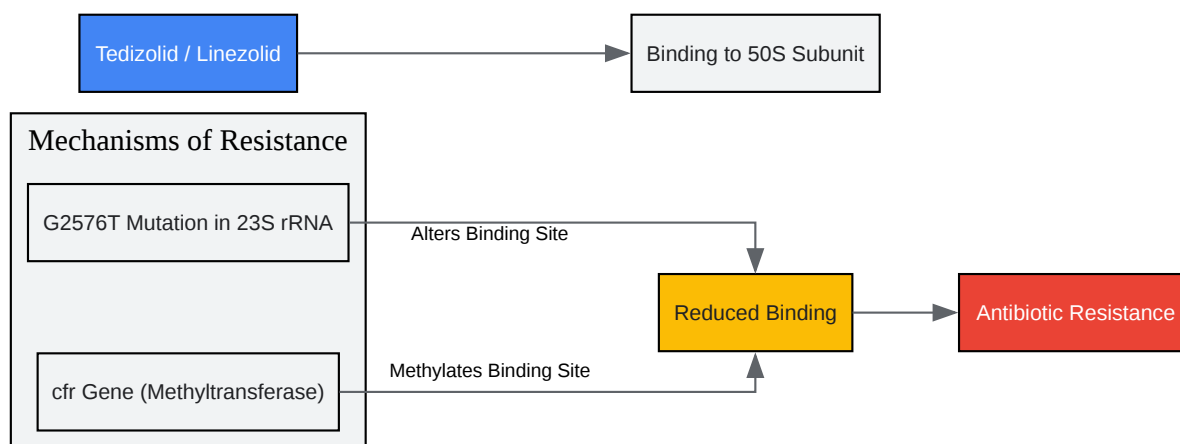 Tedizolid / Linezolid
Binding to 50S Subunit
Mechanisms of Resistance
G2576T Mutation in 23S rRNA
Alters Binding Site
Reduced Binding
Antibiotic Resistance
Methylates Binding Site
cfr Gene (Methyltransferase)